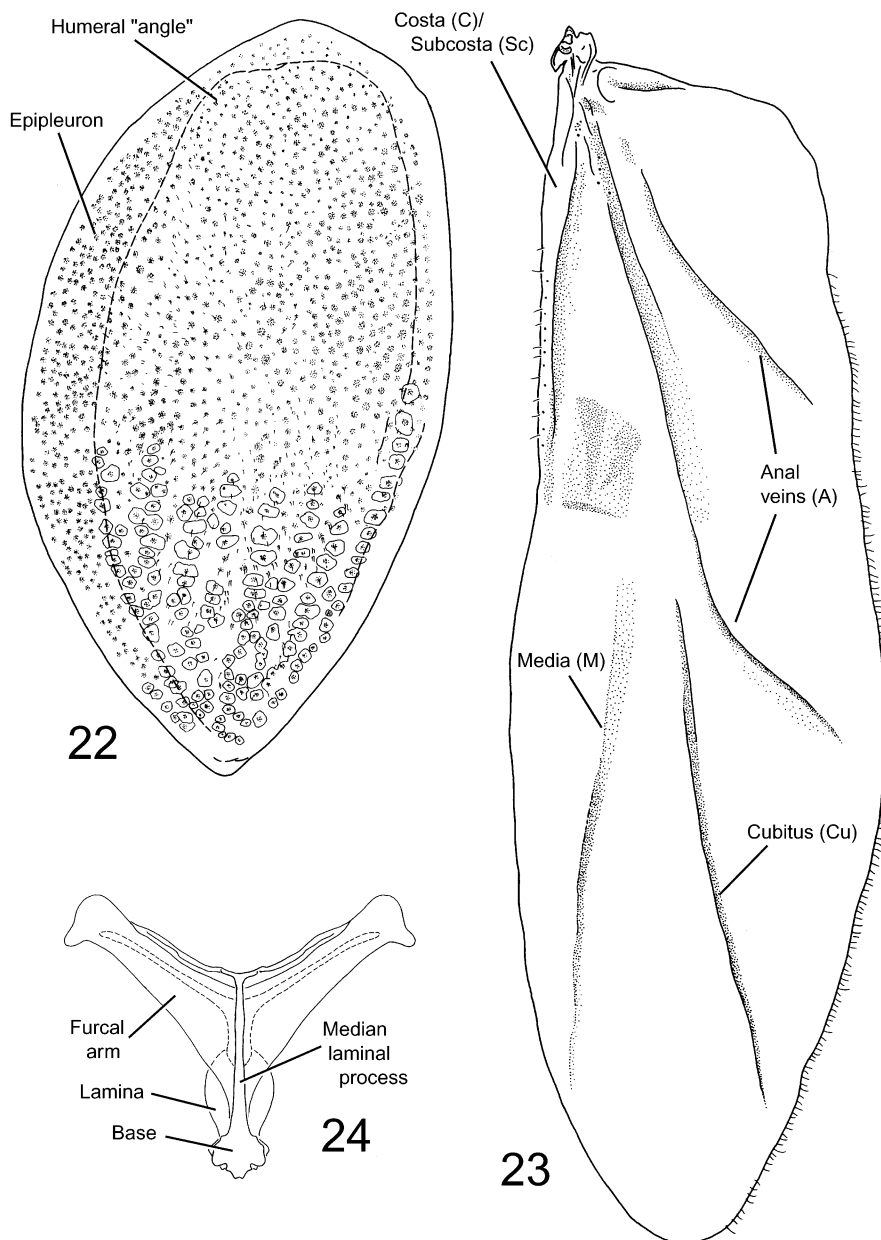 Humeral "angle"
Epipleuron
22
Costa (C)/
Subcosta (Sc)
Anal
veins (A)
Media (M)
Cubitus (Cu)
23
Furcal
arm
Median
laminal
process
Lamina
Base
24